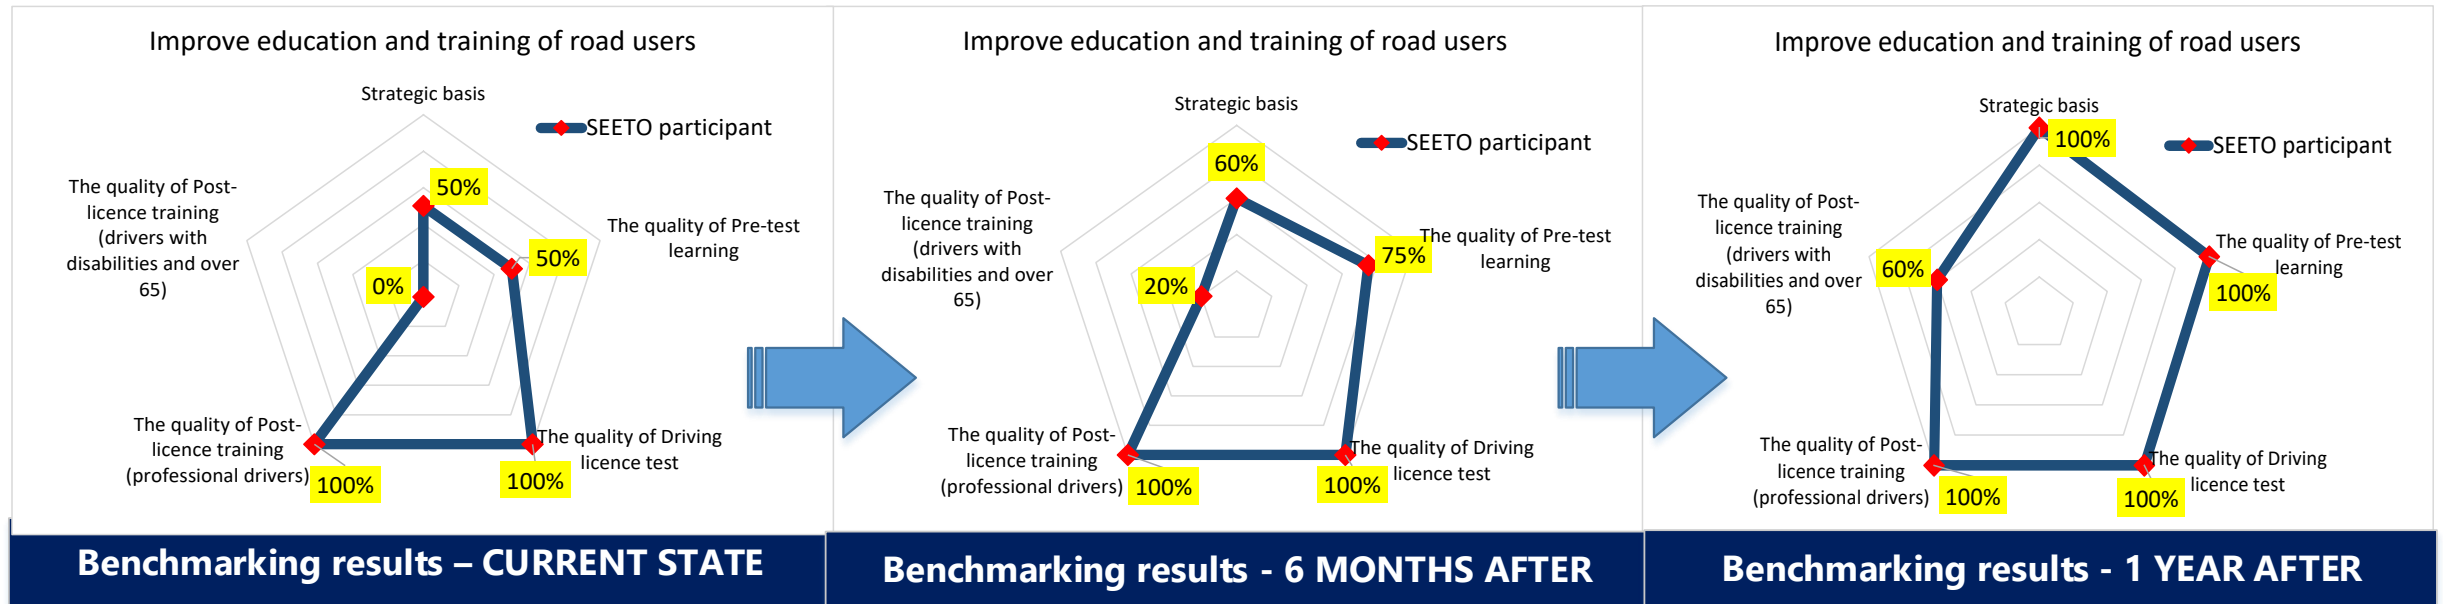 Improve education and training of road users
Strategic basis
SEETO participant
50%
The quality of Post-
licence training
(drivers with
disabilities and over
65)
The quality of Pre-test
learning
50%
0%
The quality of Post-
licence training
(professional drivers)
100%
The quality of Driving
licence test
100%
Benchmarking results – CURRENT STATE
Improve education and training of road users
Strategic basis
SEETO participant
60%
The quality of Post-
licence training
(drivers with
disabilities and over
65)
The quality of Pre-test
learning
75%
20%
The quality of Post-
licence training
(professional drivers)
100%
The quality of Driving
licence test
100%
Benchmarking results - 6 MONTHS AFTER
Improve education and training of road users
Strategic basis
100%
SEETO participant
The quality of Post-
licence training
(drivers with
disabilities and over
65)
60%
The quality of Pre-test
learning
100%
The quality of Post-
licence training
(professional drivers)
100%
The quality of Driving
licence test
100%
Benchmarking results - 1 YEAR AFTER